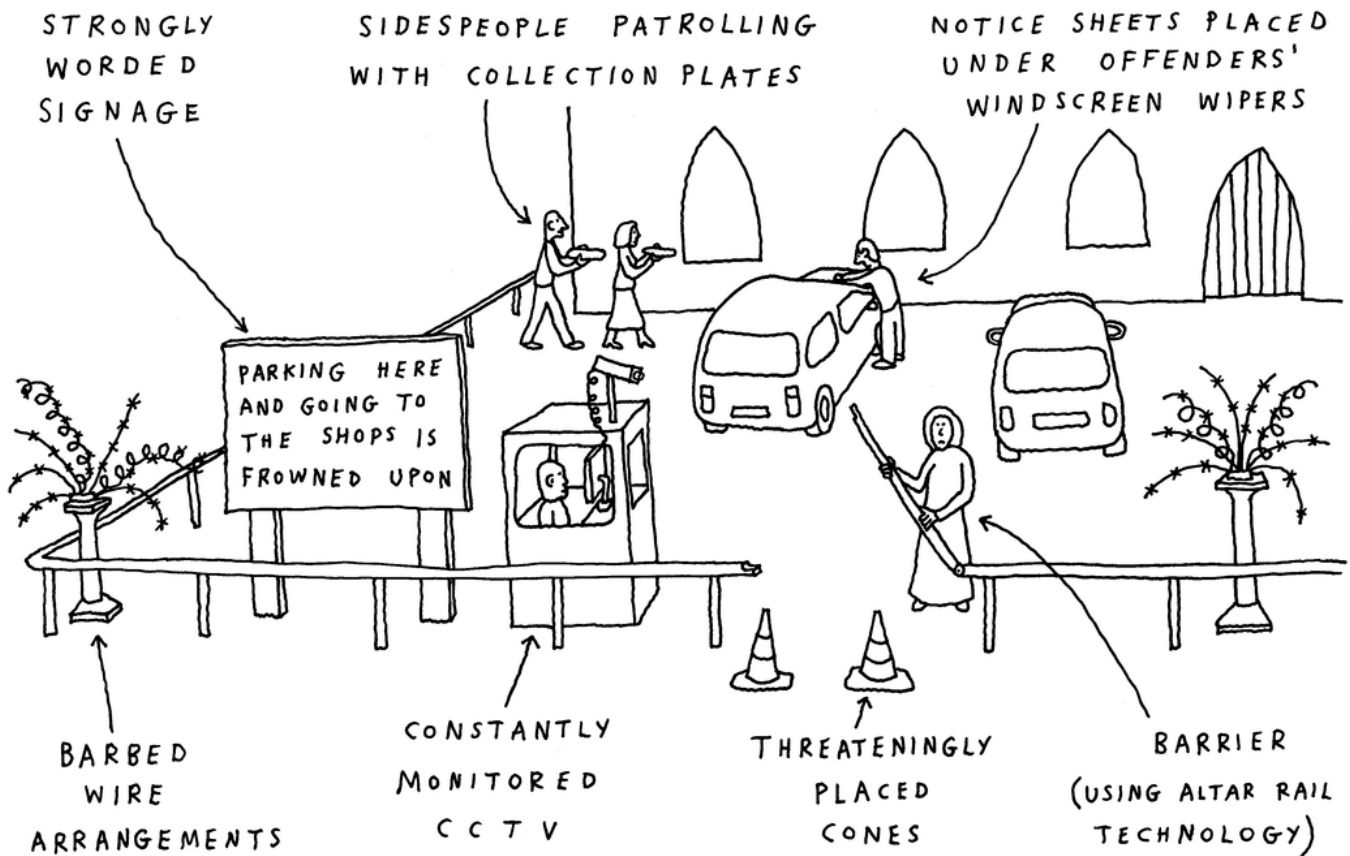 STRONGLY
WORDED
SIGNAGE
SIDESPEOPLE PATROLLING
WITH COLLECTION PLATES
NOTICE SHEETS PLACED
UNDER OFFENDERS'
WINDSCREEN WIPERS
PARKING HERE
AND GOING TO
THE SHOPS IS
FROWNED UPON
BARBED
WIRE
ARRANGEMENTS
CONSTANTLY
MONITORED
CCTV
THREATENINGLY
PLACED
CONES
BARRIER
(USING ALTAR RAIL
TECHNOLOGY)